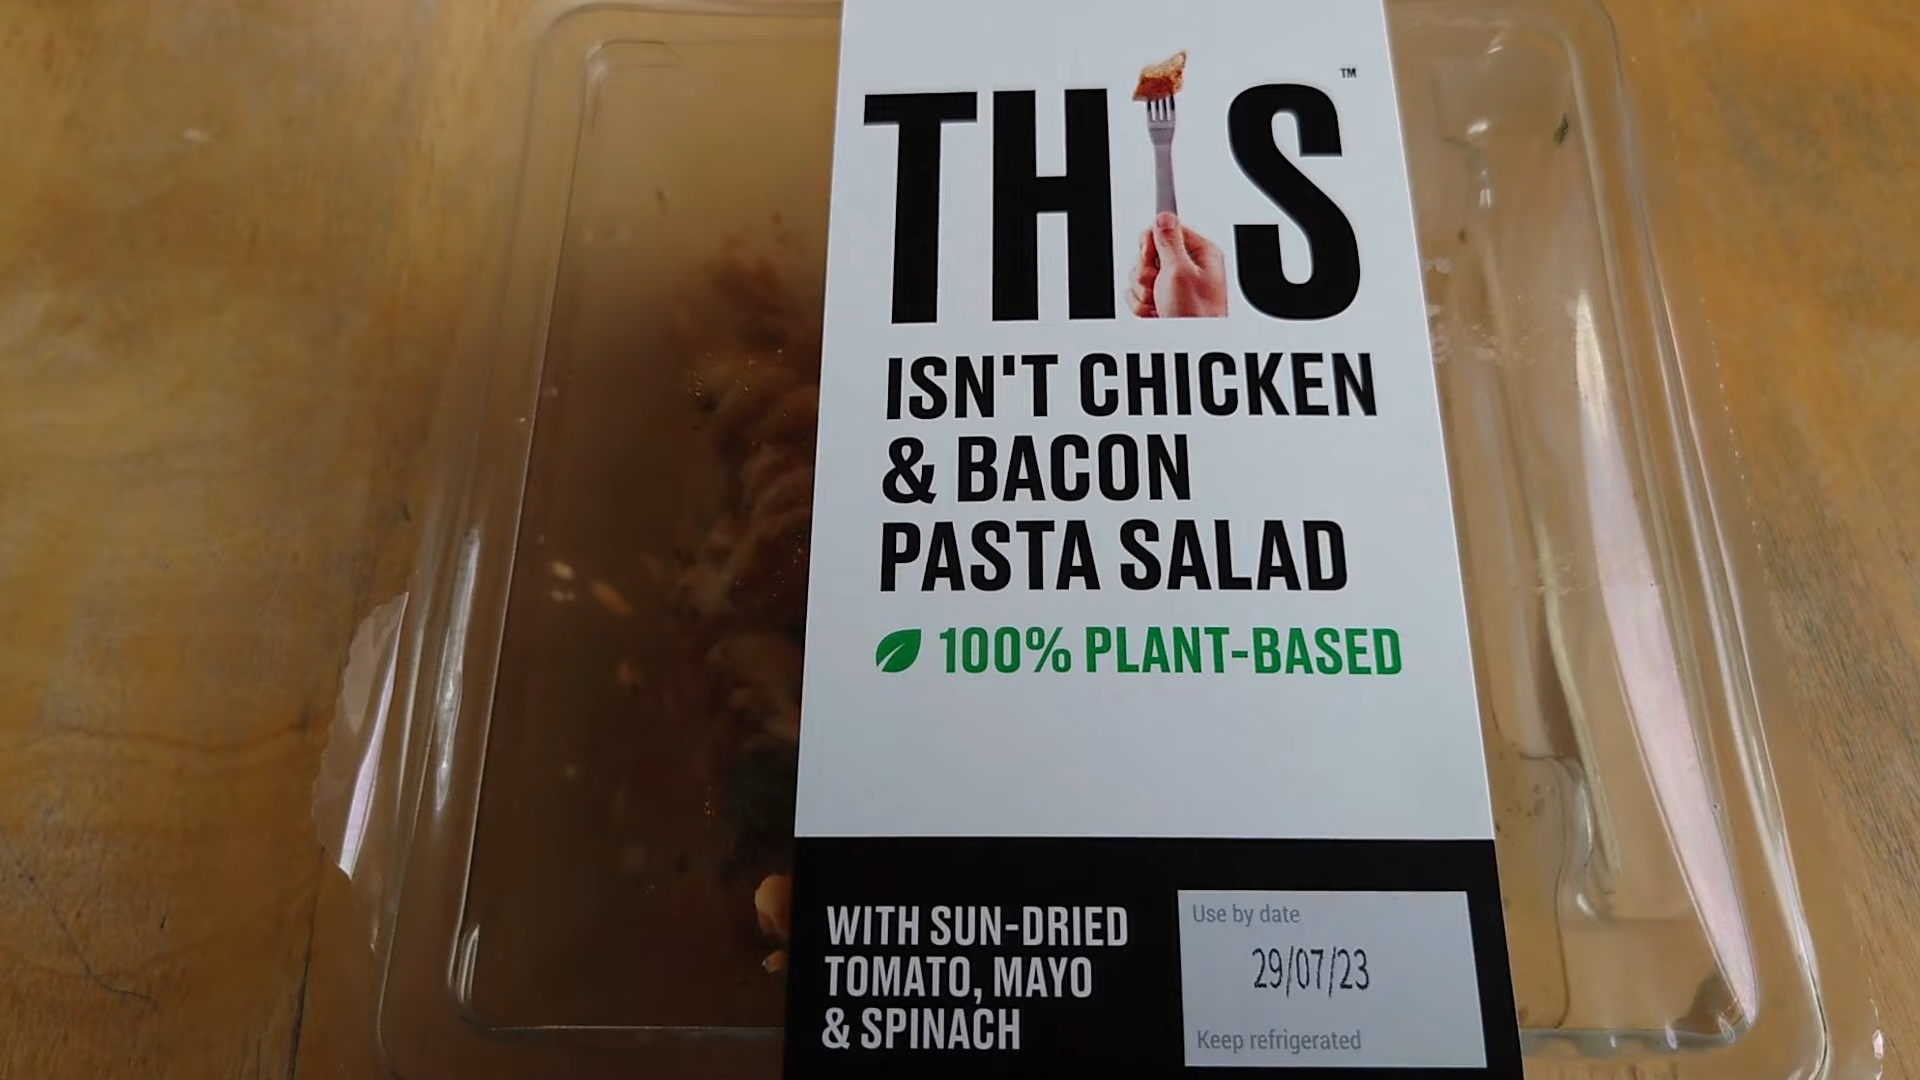 THIS™
ISN'T CHICKEN
& BACON
PASTA SALAD
100% PLANT-BASED
WITH SUN-DRIED
TOMATO, MAYO
& SPINACH
Use by date
29/07/23
Keep refrigerated